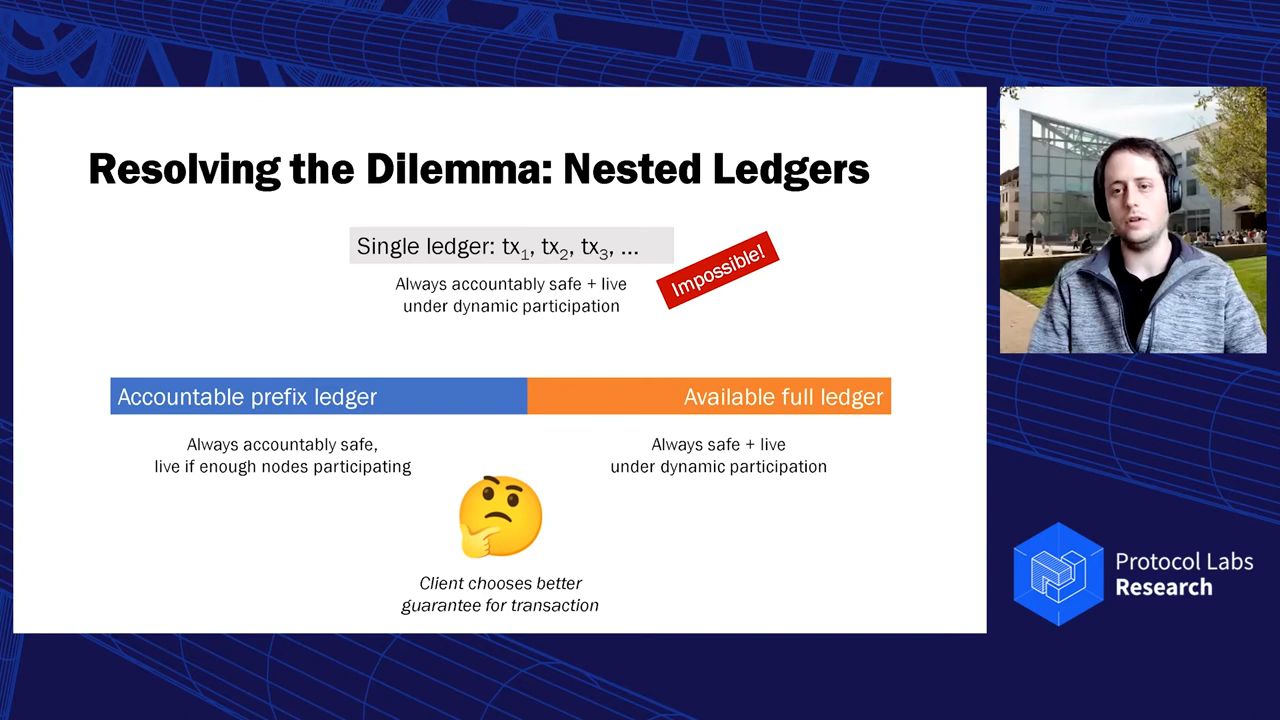 Resolving the Dilemma: Nested Ledgers
Single ledger: tx₁, tx₂, tx₃, ...
Impossible!
Always accountably safe + live
under dynamic participation
Accountable prefix ledger
Available full ledger
Always accountably safe,
live if enough nodes participating
Always safe + live
under dynamic participation
Client chooses better
guarantee for transaction
Protocol Labs
Research